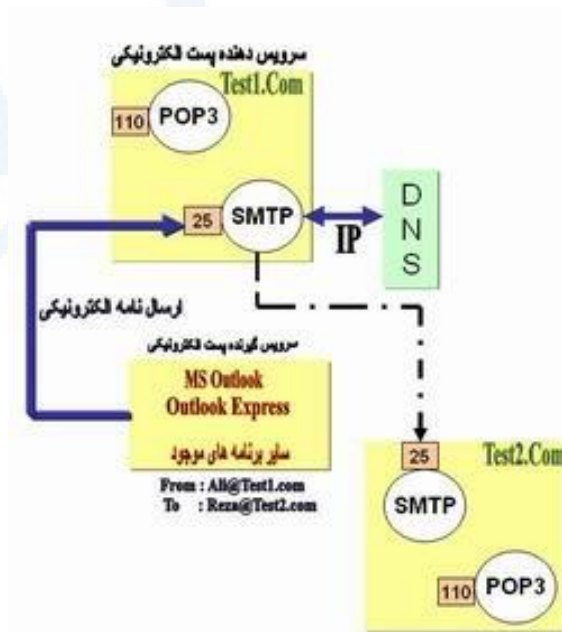 سرویس دهنده پست الکترونیکی
Test1.Com
110
POP3
25
SMTP
IP
D
N
S
ارسال نامه الکترونیکی
سرویس گیرنده پست الکترونیکی
MS Outlook
Outlook Express
سایر برنامه های موجود
From : Ali@Test1.com
To : Reza@Test2.com
25
Test2.Com
SMTP
110
POP3